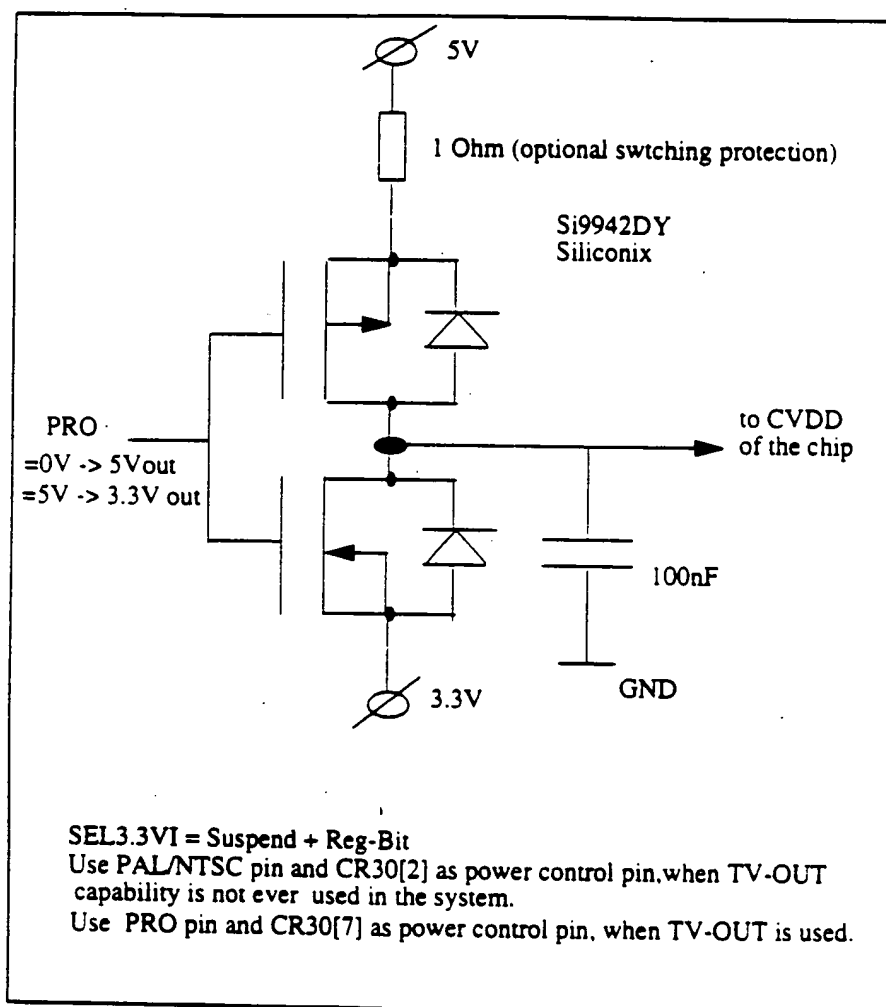 5V
1 Ohm (optional swtching protection)
Si9942DY
Siliconix
PRO
=0V -> 5Vout
=5V -> 3.3V out
to CVDD
of the chip
100nF
GND
3.3V
SEL3.3VI = Suspend + Reg-Bit
Use PAL/NTSC pin and CR30[2] as power control pin, when TV-OUT
capability is not ever used in the system.
Use PRO pin and CR30[7] as power control pin, when TV-OUT is used.